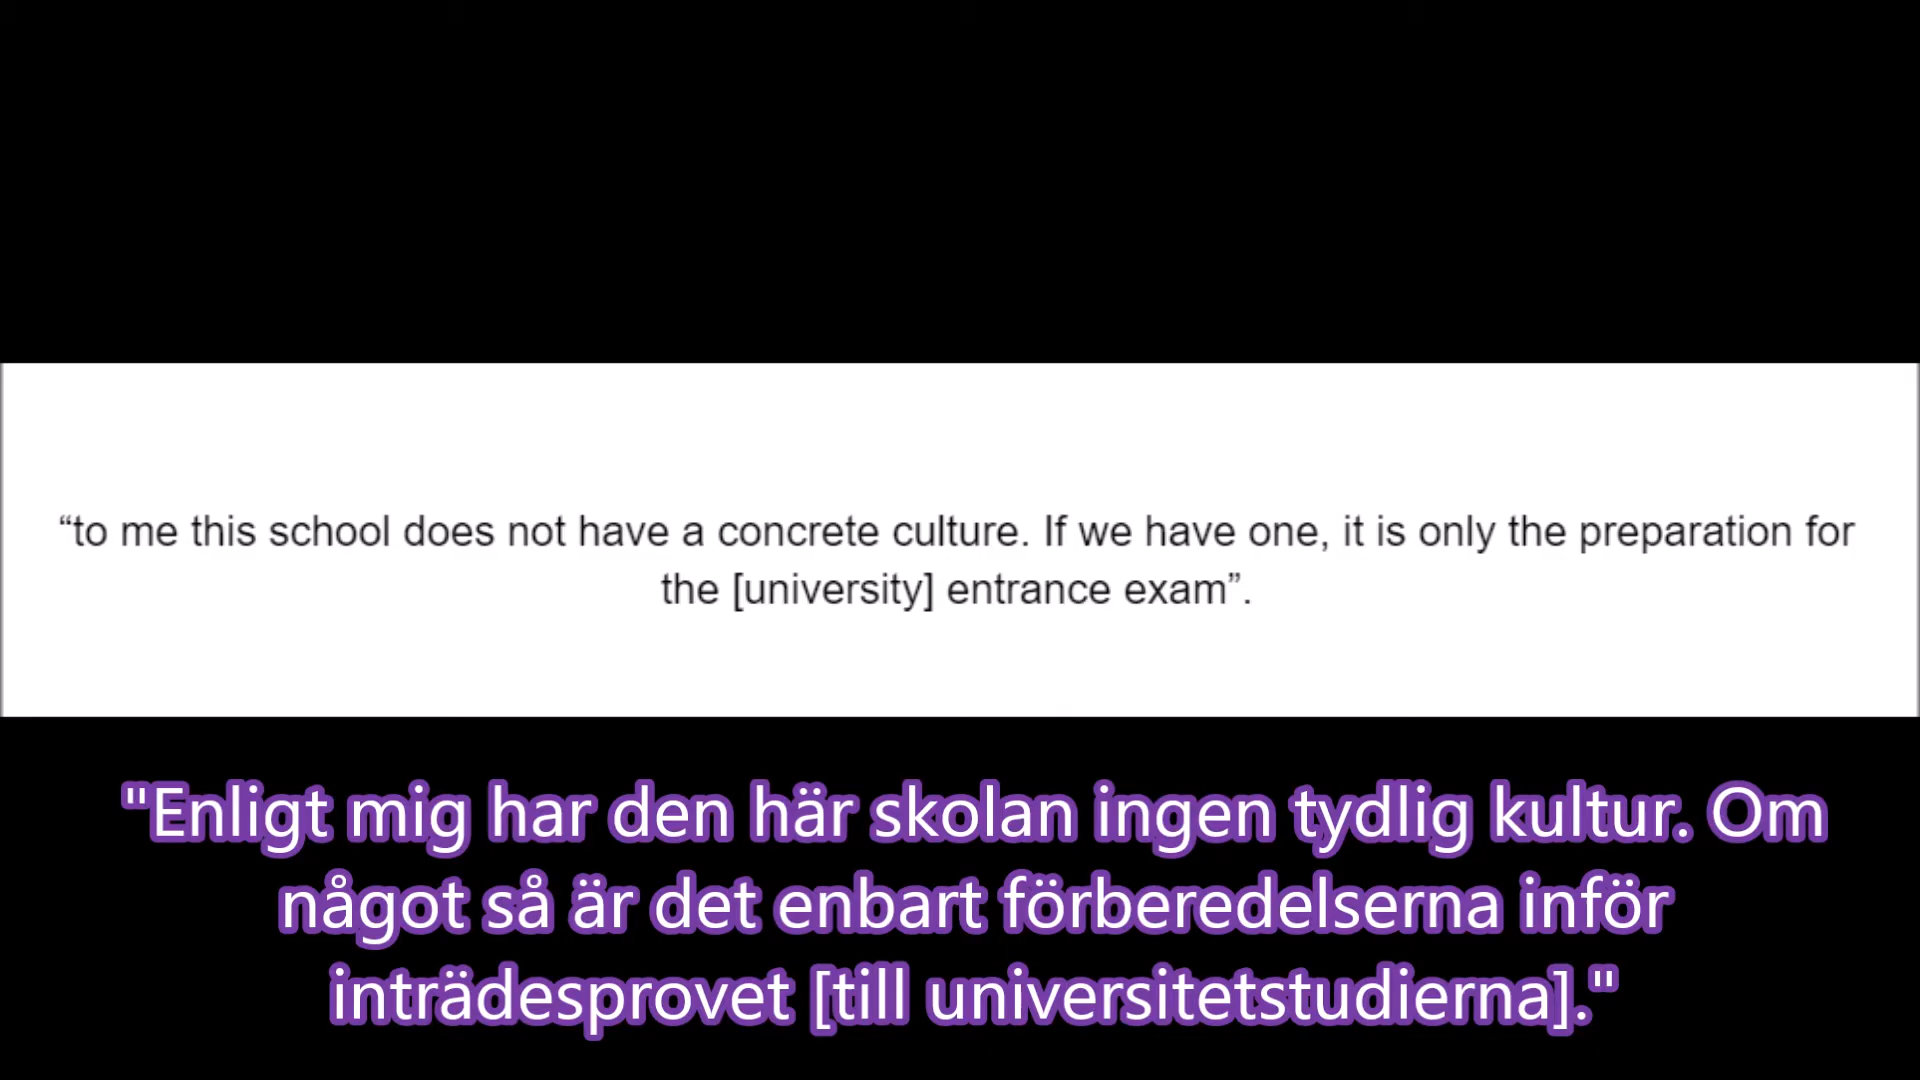 “to me this school does not have a concrete culture. If we have one, it is only the preparation for
the [university] entrance exam”.
"Enligt mig har den här skolan ingen tydlig kultur. Om
något så är det enbart förberedelserna inför
inträdesprovet [till universitetstudierna]."